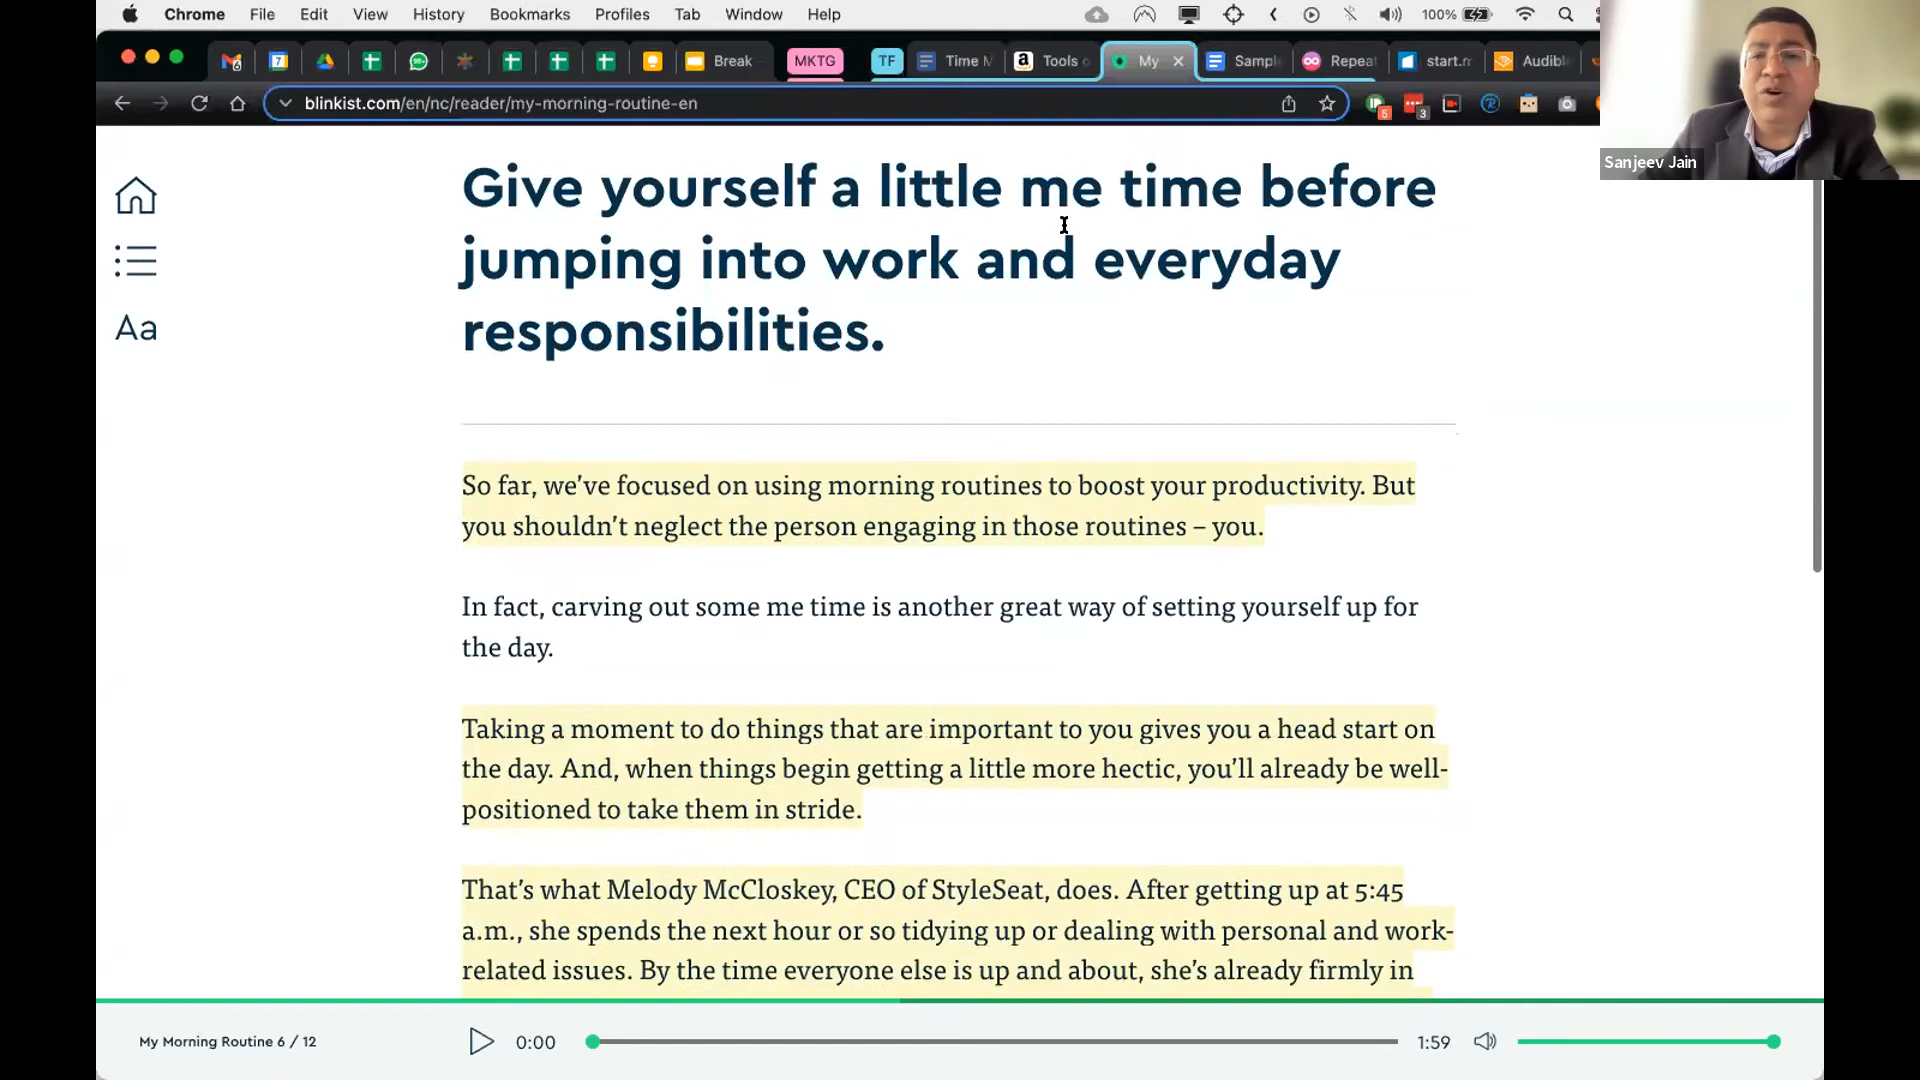 Chrome File Edit View History Bookmarks Profiles Tab Window Help 100%
7 99+ Break MKTG TF Time M Tools o My Sampl Repea start.m Audibl
blinkist.com/en/nc/reader/my-morning-routine-en 5 3
Sanjeev Jain
Give yourself a little me time before
jumping into work and everyday
responsibilities.
Aa
So far, we’ve focused on using morning routines to boost your productivity. But
you shouldn’t neglect the person engaging in those routines – you.
In fact, carving out some me time is another great way of setting yourself up for
the day.
Taking a moment to do things that are important to you gives you a head start on
the day. And, when things begin getting a little more hectic, you’ll already be well-
positioned to take them in stride.
That’s what Melody McCloskey, CEO of StyleSeat, does. After getting up at 5:45
a.m., she spends the next hour or so tidying up or dealing with personal and work-
related issues. By the time everyone else is up and about, she’s already firmly in
My Morning Routine 6 / 12 0:00 1:59